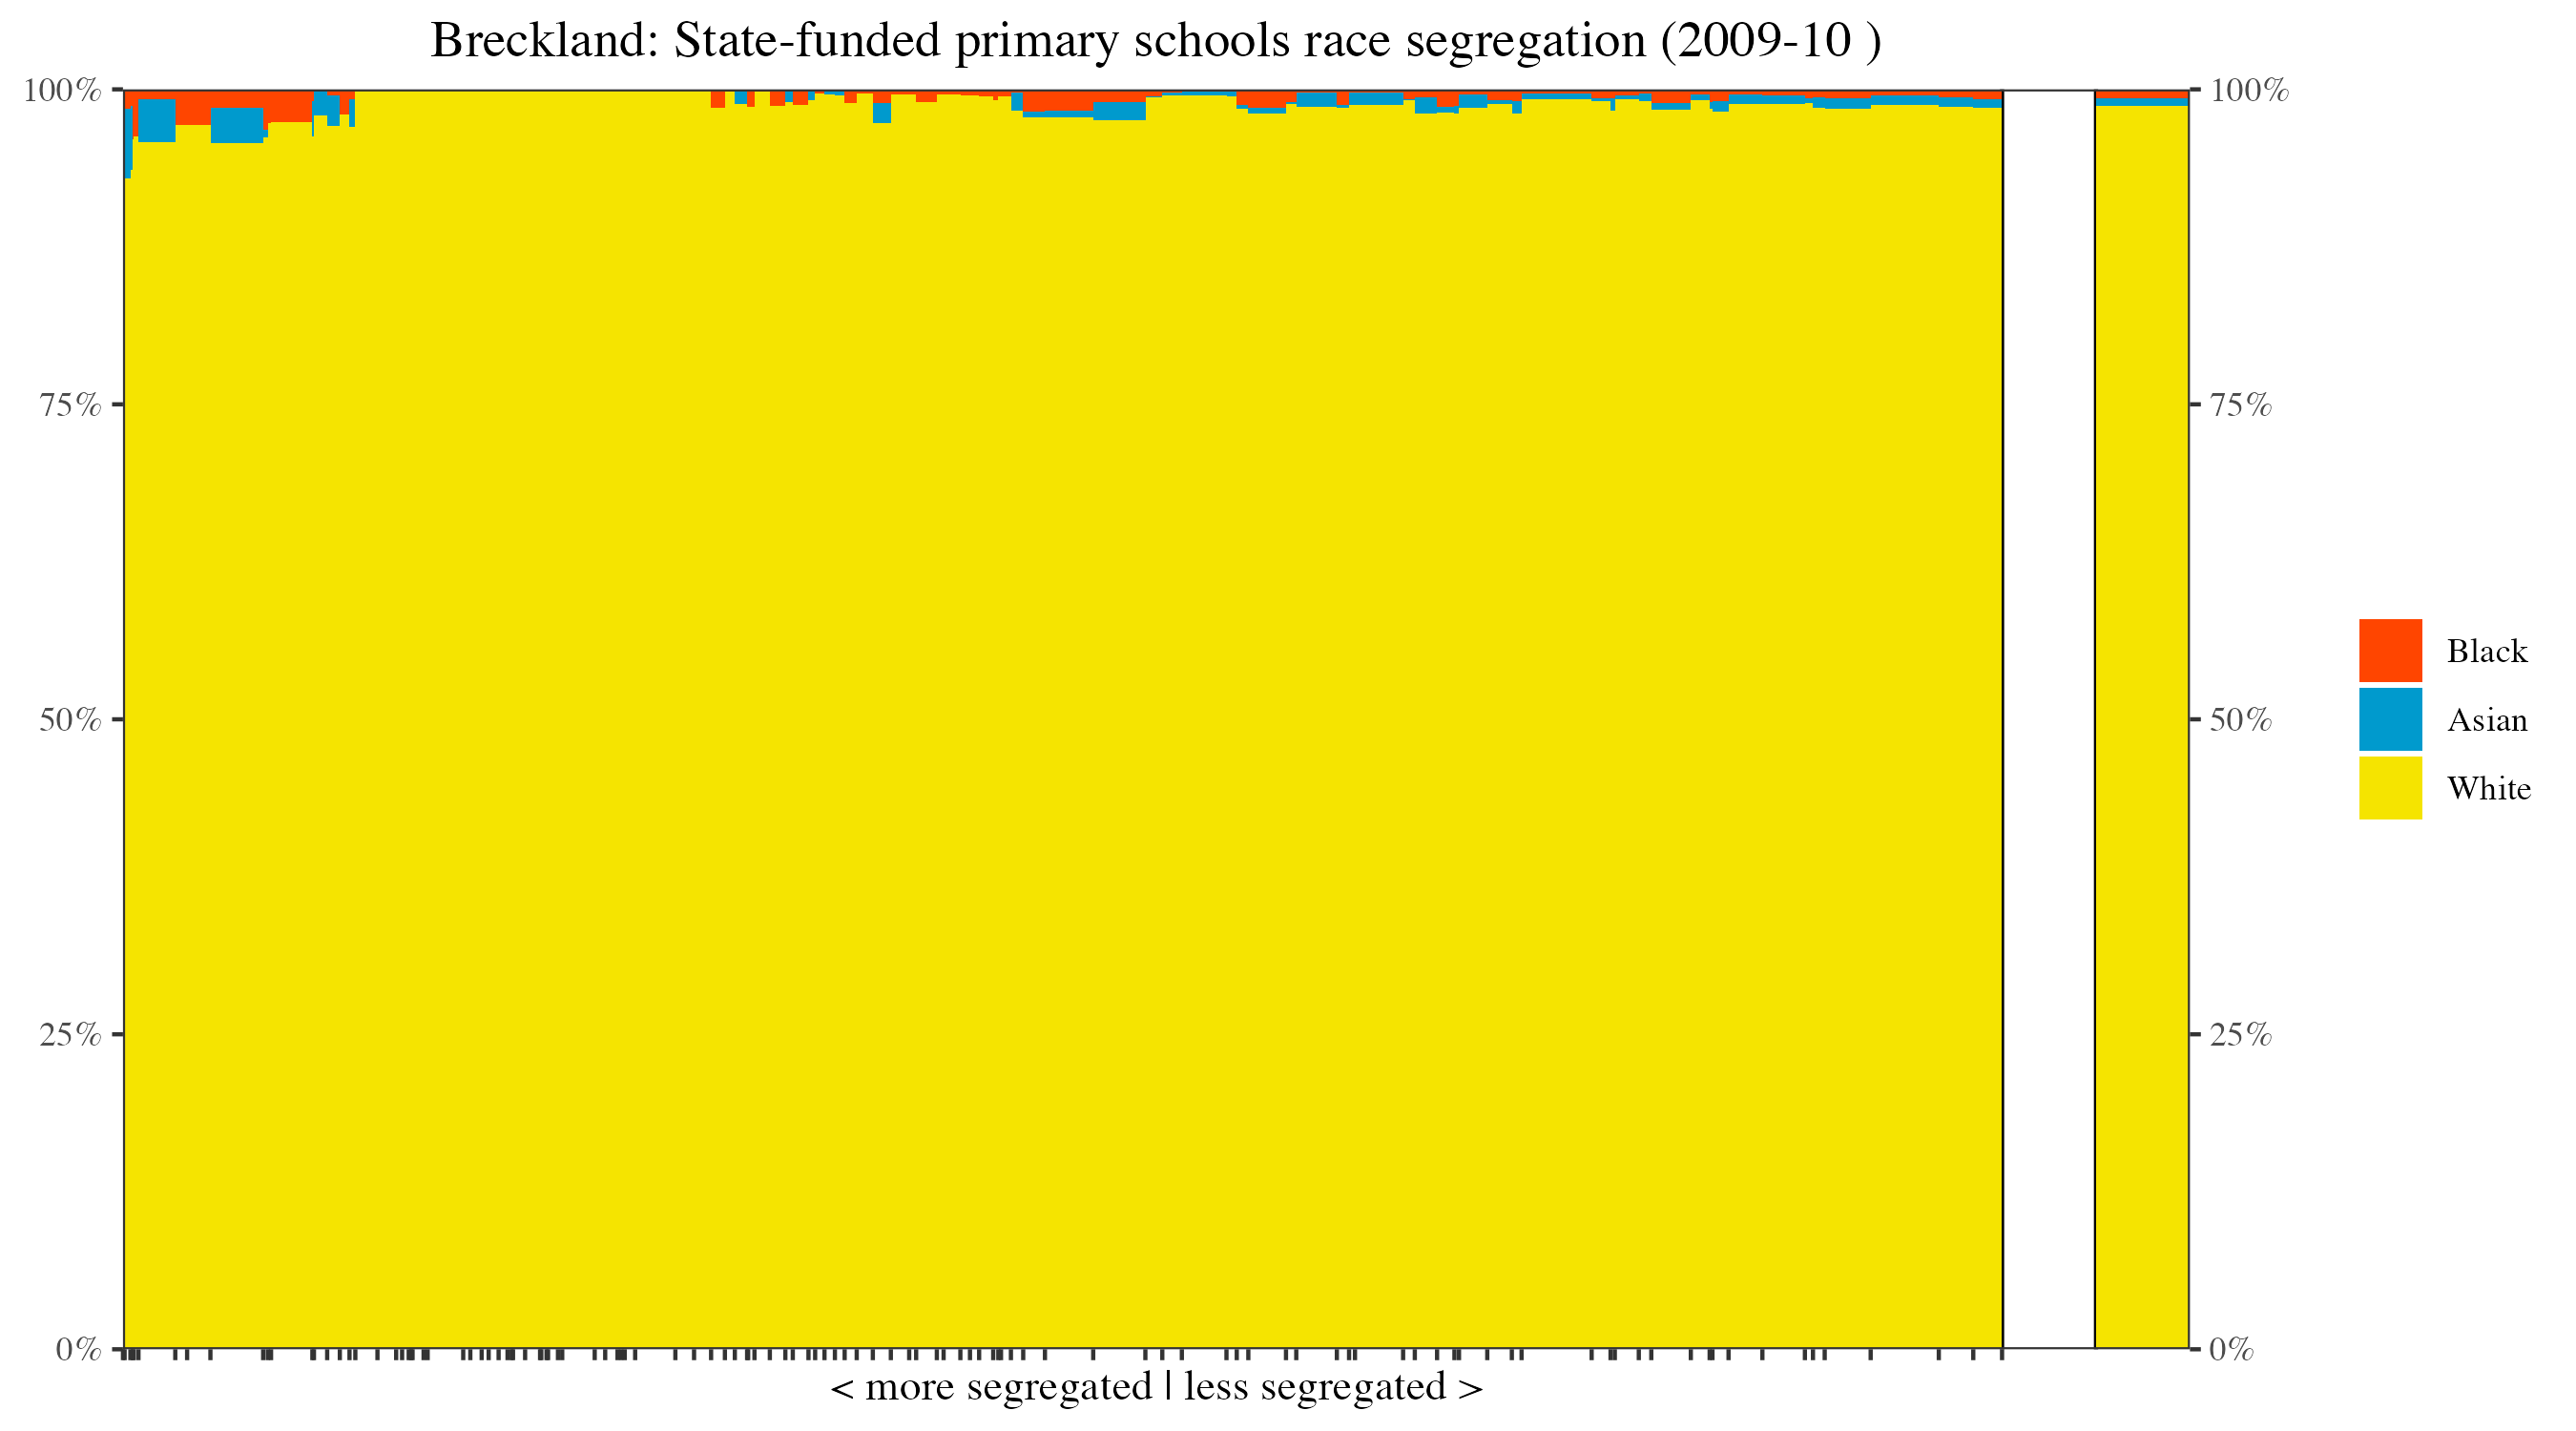 Breckland: State-funded primary schools race segregation (2009-10 )
100%
75%
50%
25%
0%
100%
75%
50%
25%
0%
Black
Asian
White
< more segregated | less segregated >